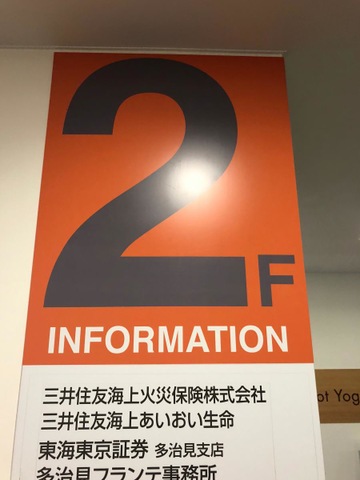 2F
INFORMATION
三井住友海上火災保険株式会社
三井住友海上あいおい生命
東海東京証券 多治見支店
多治見フランテ事務所
ot Yog